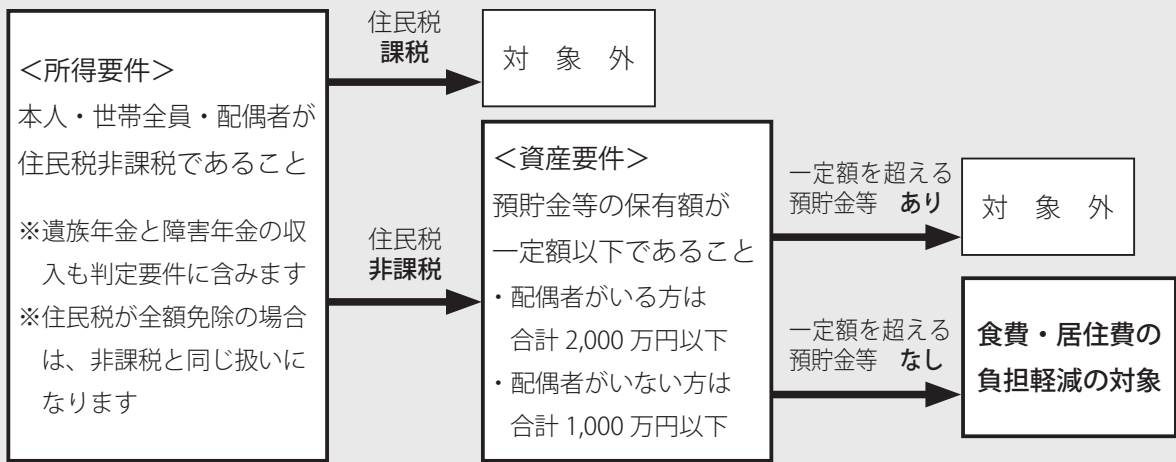 ＜所得要件＞
本人・世帯全員・配偶者が
住民税非課税であること
※遺族年金と障害年金の収
入も判定要件に含みます
※住民税が全額免除の場合
は、非課税と同じ扱いに
なります
住民税
課税
対　象　外
住民税
非課税
＜資産要件＞
預貯金等の保有額が
一定額以下であること
・配偶者がいる方は
合計 2,000 万円以下
・配偶者がいない方は
合計 1,000 万円以下
一定額を超える
預貯金等　あり
対　象　外
一定額を超える
預貯金等　なし
食費・居住費の
負担軽減の対象